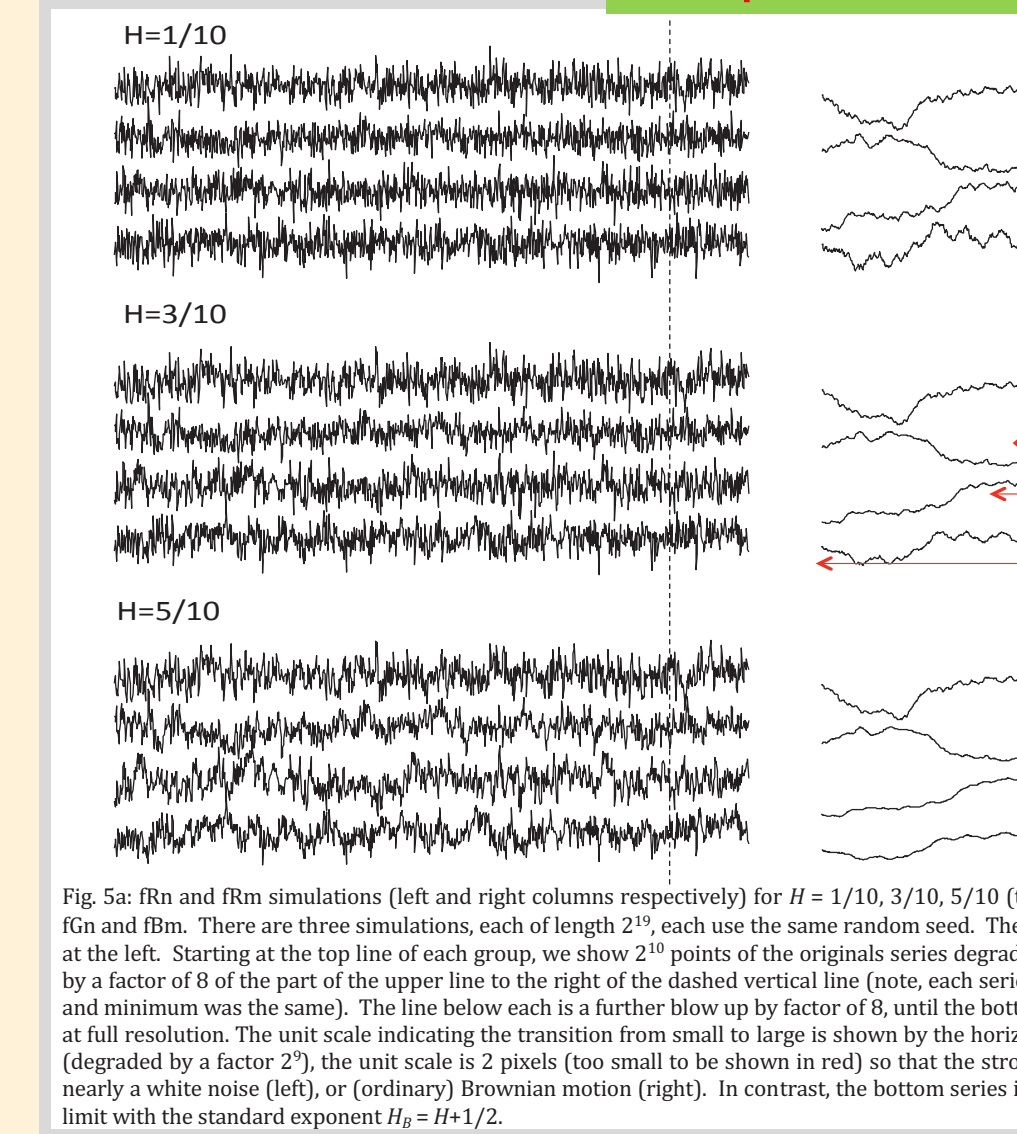 H=1/10
H=3/10
H=5/10
Fig. 5a: fRn and fRm simulations (left and right columns respectively) for H = 1/10, 3/10, 5/10 (
fGn and fBm. There are three simulations, each of length 2¹⁹, each use the same random seed. The
at the left. Starting at the top line of each group, we show 2¹⁰ points of the originals series degrad
by a factor of 8 of the part of the upper line to the right of the dashed vertical line (note, each serie
and minimum was the same). The line below each is a further blow up by factor of 8, until the bott
at full resolution. The unit scale indicating the transition from small to large is shown by the horiz
(degraded by a factor 2⁹), the unit scale is 2 pixels (too small to be shown in red) so that the stro
nearly a white noise (left), or (ordinary) Brownian motion (right). In contrast, the bottom series i
limit with the standard exponent H_B = H+1/2.